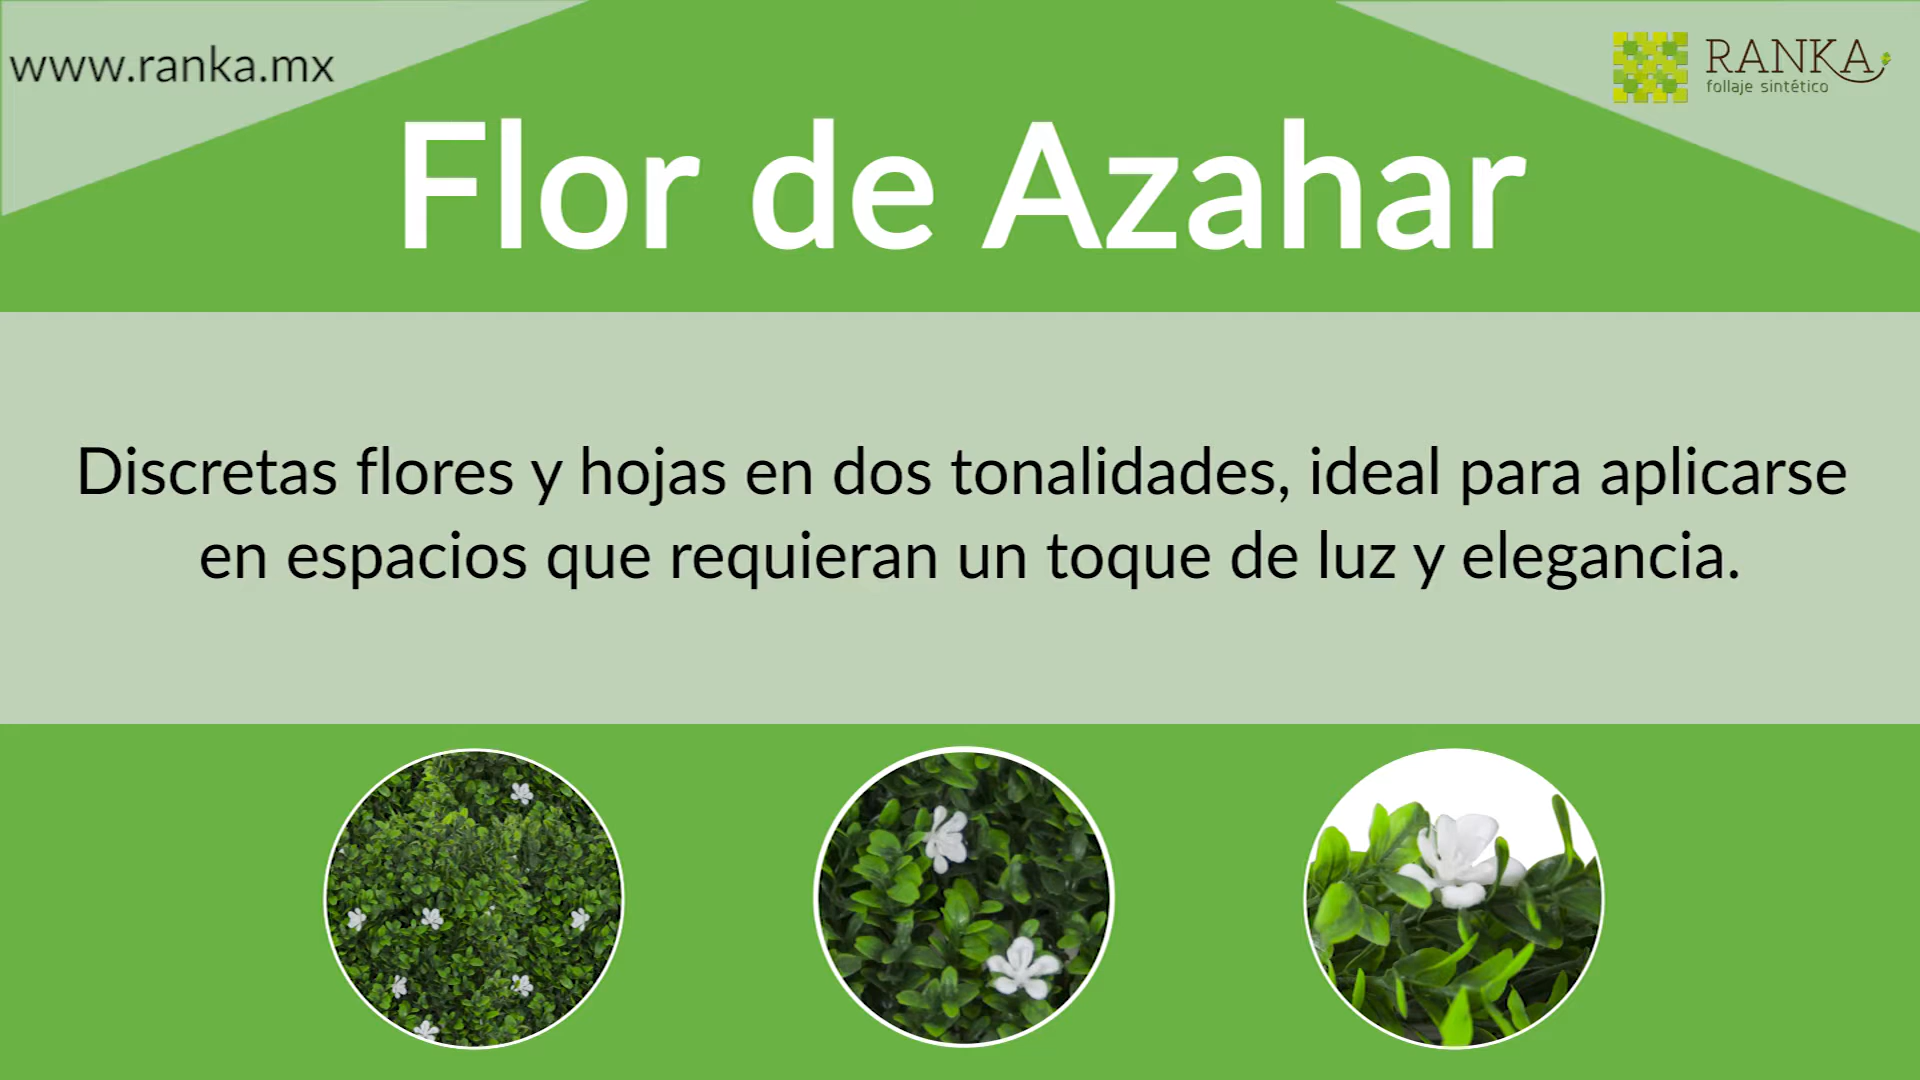 www.ranka.mx
RANKA
follaje sintético
Flor de Azahar
Discretas flores y hojas en dos tonalidades, ideal para aplicarse
en espacios que requieran un toque de luz y elegancia.